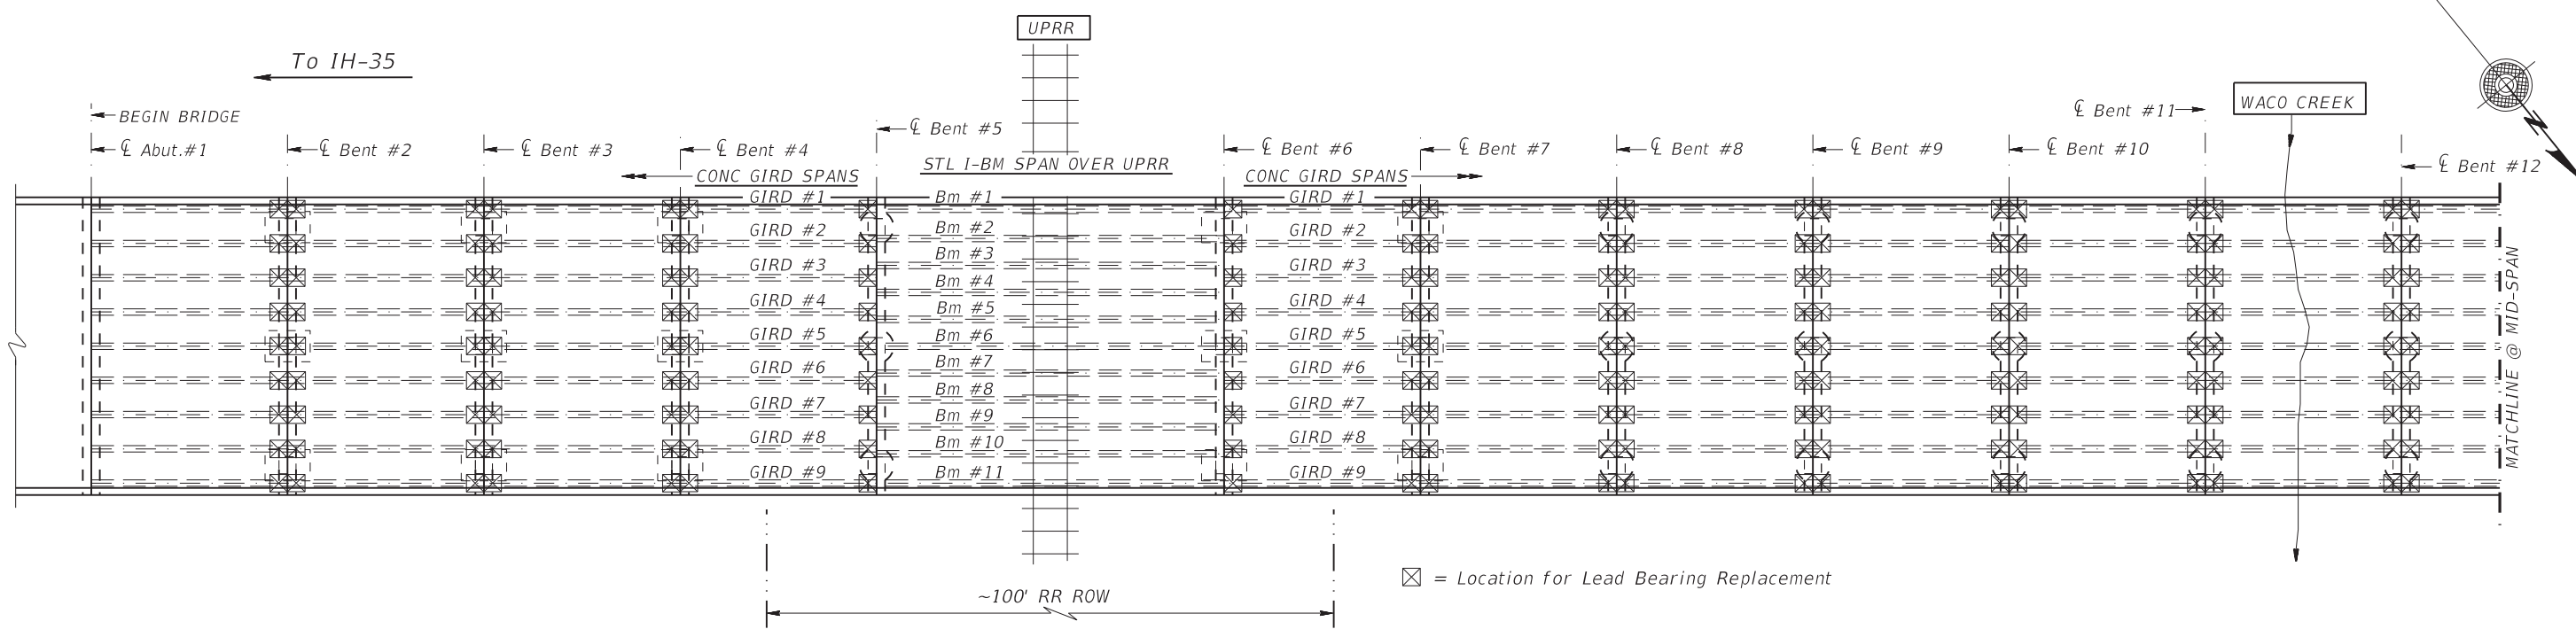 UPRR
To IH-35
BEGIN BRIDGE
℄ Abut.#1
℄ Bent #2
℄ Bent #3
℄ Bent #4
℄ Bent #5
℄ Bent #6
℄ Bent #7
℄ Bent #8
℄ Bent #9
℄ Bent #10
℄ Bent #11
℄ Bent #12
WACO CREEK
CONC GIRD SPANS
STL I-BM SPAN OVER UPRR
CONC GIRD SPANS
GIRD #1
GIRD #2
GIRD #3
GIRD #4
GIRD #5
GIRD #6
GIRD #7
GIRD #8
GIRD #9
Bm #1
Bm #2
Bm #3
Bm #4
Bm #5
Bm #6
Bm #7
Bm #8
Bm #9
Bm #10
Bm #11
GIRD #1
GIRD #2
GIRD #3
GIRD #4
GIRD #5
GIRD #6
GIRD #7
GIRD #8
GIRD #9
MATCHLINE @ MID-SPAN
~100' RR ROW
= Location for Lead Bearing Replacement